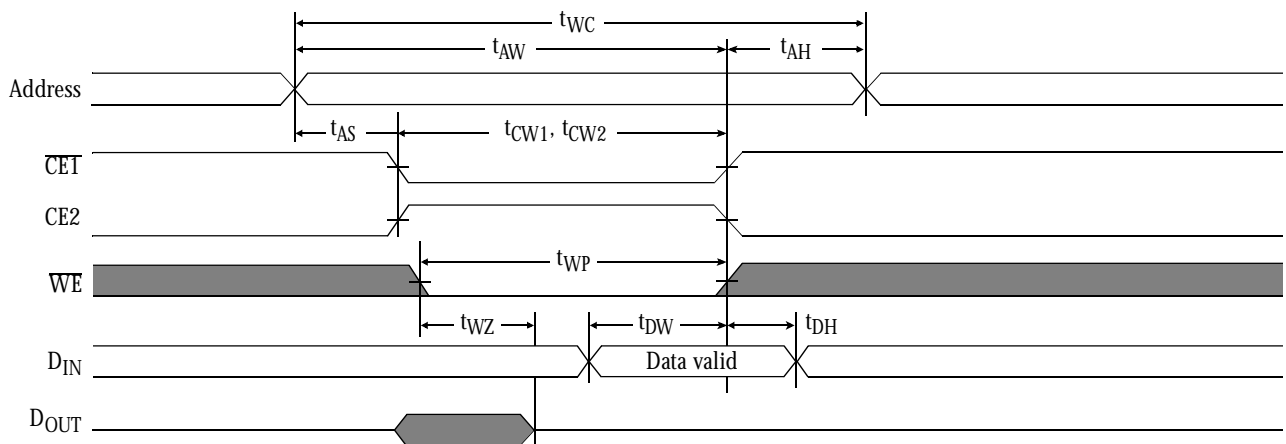 tWC
tAW tAH
Address
tAS tCW1, tCW2
CE1
CE2
tWP
WE
tWZ tDW tDH
DIN Data valid
DOUT